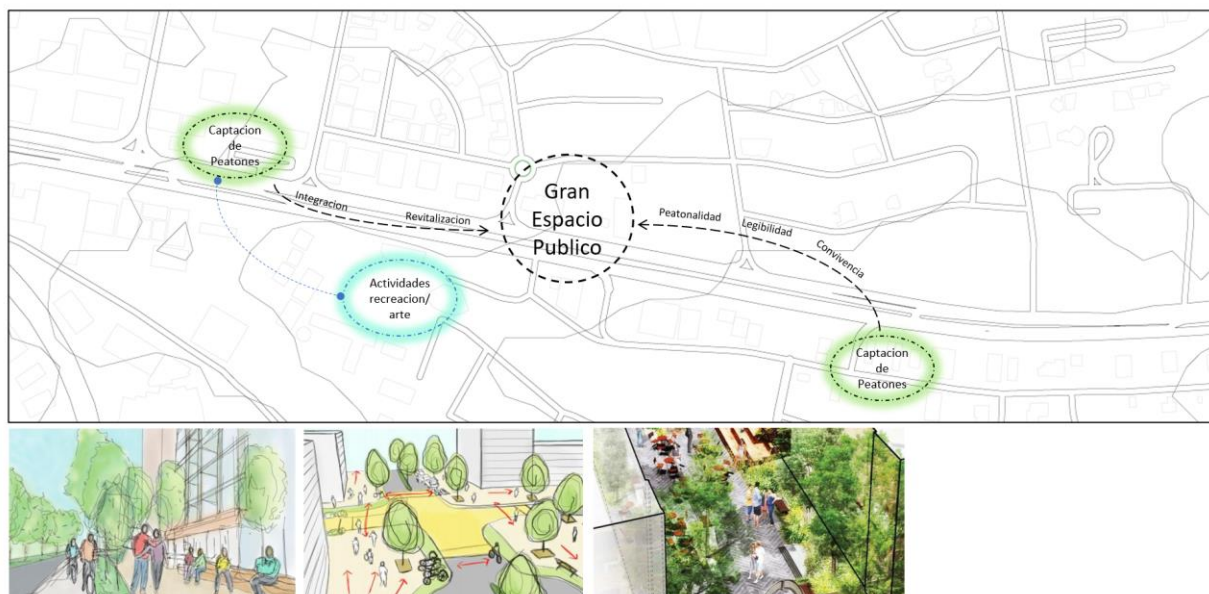 Captacion
de
Peatones
Integracion
Revitalizacion
Gran
Espacio
Publico
Peatonalidad
Legibilidad
Convivencia
Actividades
recreacion/
arte
Captacion
de
Peatones